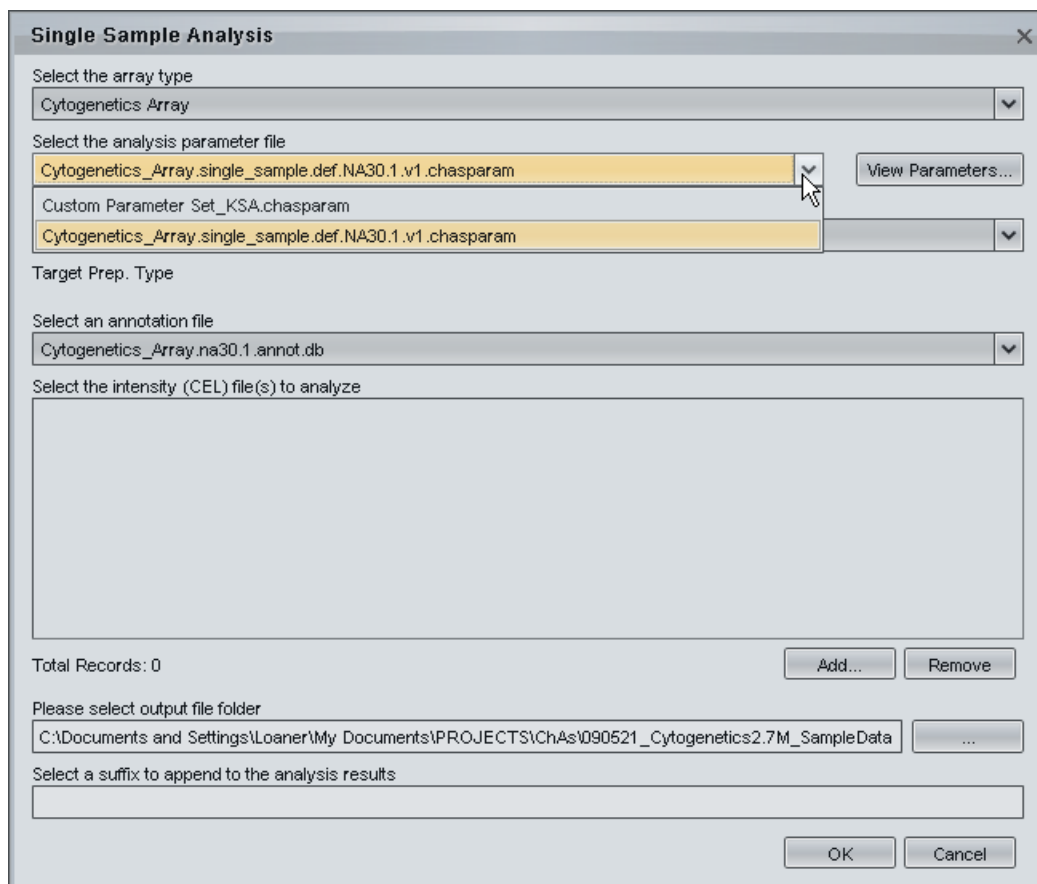 Single Sample Analysis
Select the array type
Cytogenetics Array
Select the analysis parameter file
Cytogenetics_Array.single_sample.def.NA30.1.v1.chasparam
View Parameters...
Custom Parameter Set_KSA.chasparam
Cytogenetics_Array.single_sample.def.NA30.1.v1.chasparam
Target Prep. Type
Select an annotation file
Cytogenetics_Array.na30.1.annot.db
Select the intensity (CEL) file(s) to analyze
Total Records: 0
Add...
Remove
Please select output file folder
C:\Documents and Settings\Loaner\My Documents\PROJECTS\ChAs\090521_Cytogenetics2.7M_SampleData
...
Select a suffix to append to the analysis results
OK
Cancel